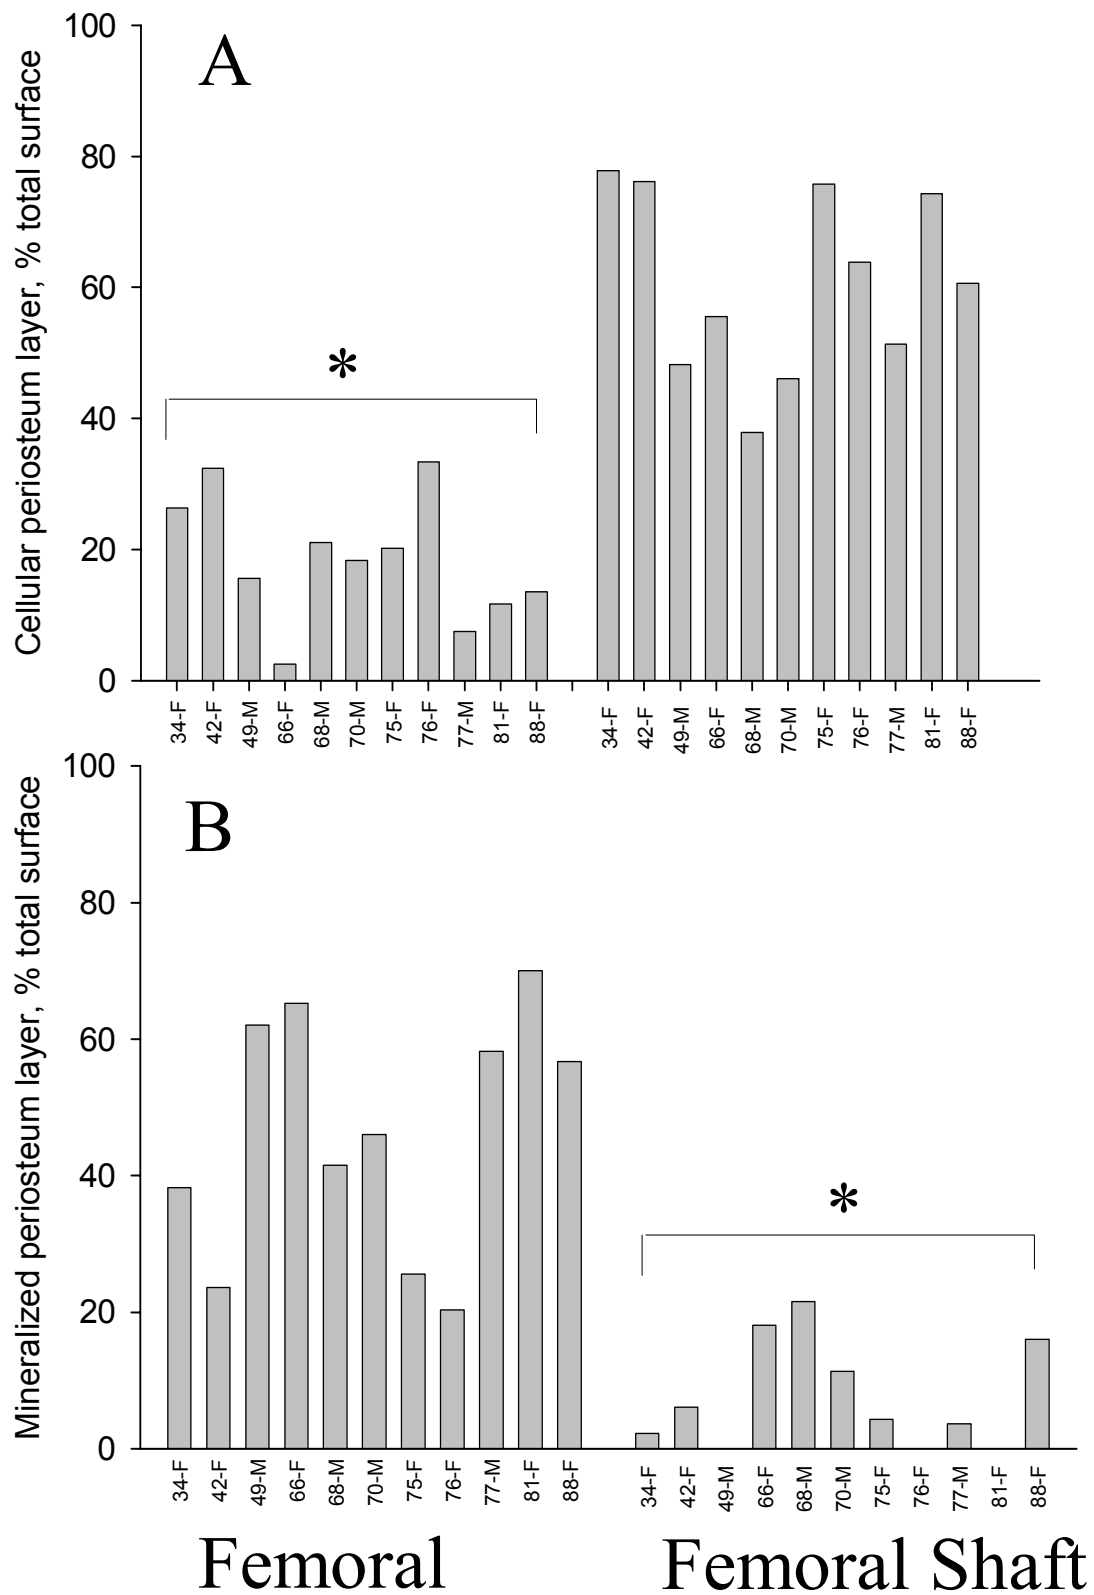 A
Cellular periosteum layer, % total surface
100
80
60
40
20
0
*
34-F 42-F 49-M 66-F 68-M 70-M 75-F 76-F 77-M 81-F 88-F 34-F 42-F 49-M 66-F 68-M 70-M 75-F 76-F 77-M 81-F 88-F
B
Mineralized periosteum layer, % total surface
100
80
60
40
20
0
*
34-F 42-F 49-M 66-F 68-M 70-M 75-F 76-F 77-M 81-F 88-F 34-F 42-F 49-M 66-F 68-M 70-M 75-F 76-F 77-M 81-F 88-F
Femoral Femoral Shaft